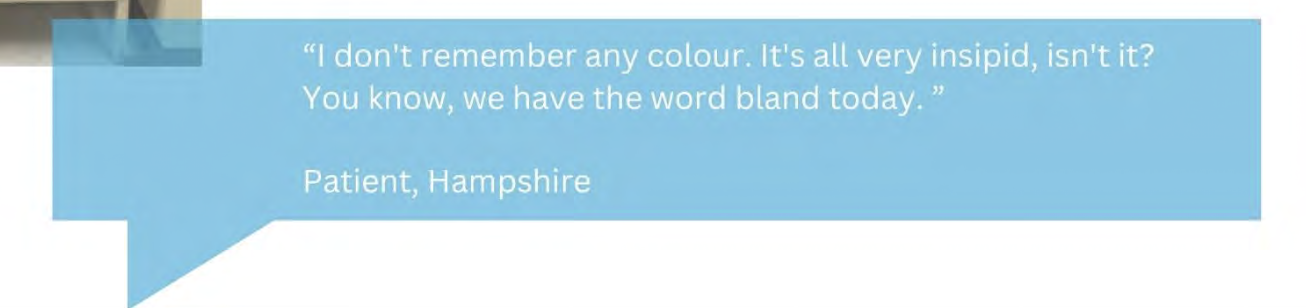 “I don't remember any colour. It's all very insipid, isn't it?
You know, we have the word bland today. ”
Patient, Hampshire